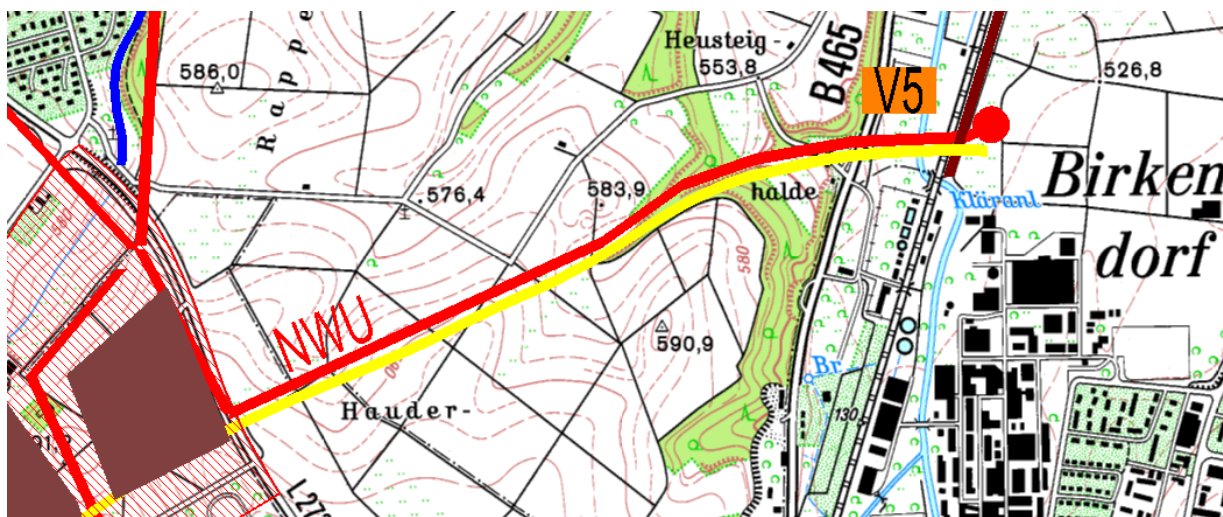 Heusteig-
553,8
B 465
V5
526,8
586,0
Rappe
576,4
583,9
halde
Birken
dorf
Kläranl
580
580
NWU
590,9
Br.
Hauder-
130
L